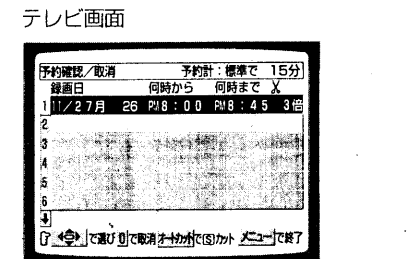 テレビ画面
予約確認/取消 予約計:標準で 15分
録画日 何時から 何時まで
1 11/27月 26 PM8:00 PM8:45 3倍
2
3
4
5
6
で選び 0で取消 オートカットで(S)カット メニューで終了